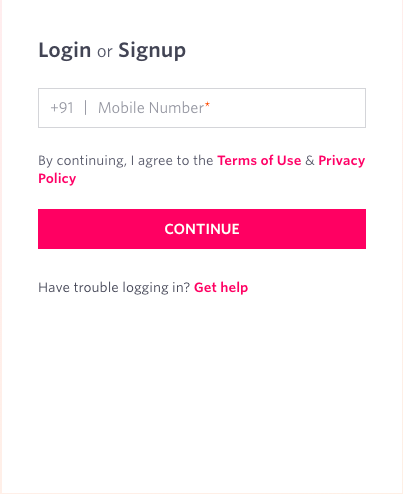 Login or Signup
+91 | Mobile Number*
By continuing, I agree to the Terms of Use & Privacy
Policy
CONTINUE
Have trouble logging in? Get help